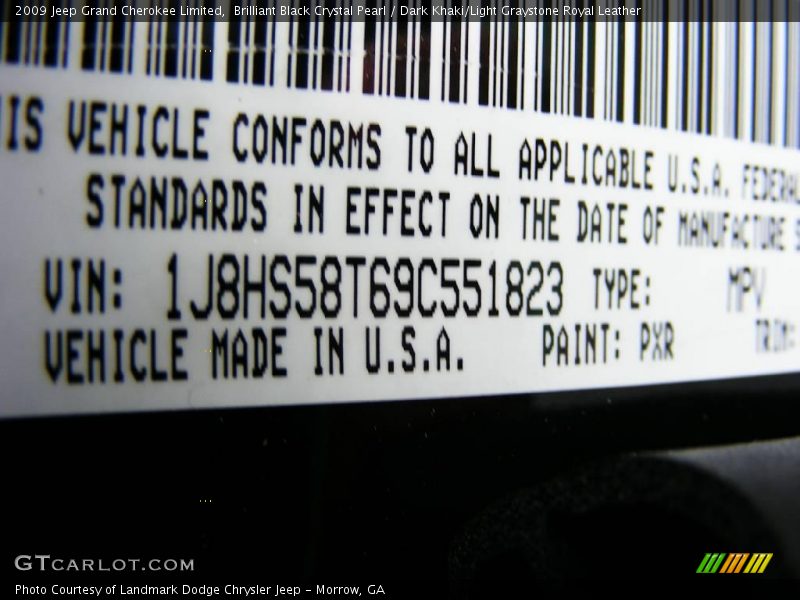 2009 Jeep Grand Cherokee Limited, Brilliant Black Crystal Pearl / Dark Khaki/Light Graystone Royal Leather
IS VEHICLE CONFORMS TO ALL APPLICABLE U.S.A. FEDERAL
STANDARDS IN EFFECT ON THE DATE OF MANUFACTURE S
VIN: 1J8HS58T69C551823 TYPE: MPV
VEHICLE MADE IN U.S.A. PAINT: PXR TRIM:
...
GTCARLOT.COM
Photo Courtesy of Landmark Dodge Chrysler Jeep - Morrow, GA